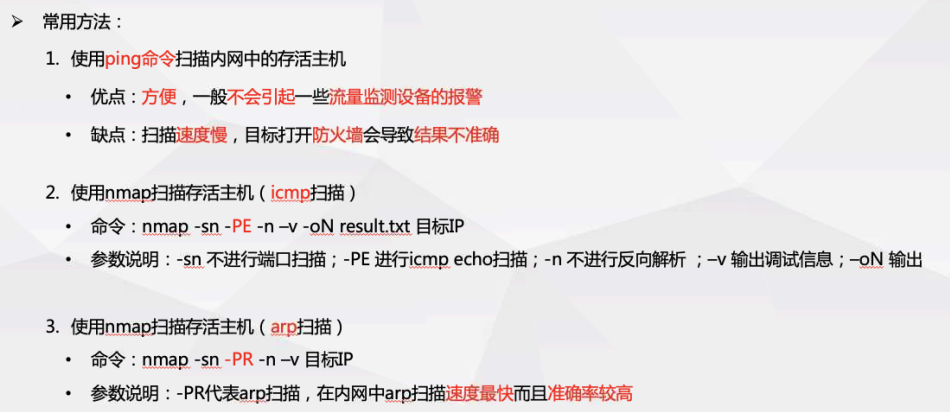 ➢ 常用方法：
1. 使用ping命令扫描内网中的存活主机
• 优点：方便，一般不会引起一些流量监测设备的报警
• 缺点：扫描速度慢，目标打开防火墙会导致结果不准确
2. 使用nmap扫描存活主机（icmp扫描）
• 命令：nmap -sn -PE -n –v -oN result.txt 目标IP
• 参数说明：-sn 不进行端口扫描；-PE 进行icmp echo扫描；-n 不进行反向解析 ；–v 输出调试信息；–oN 输出
3. 使用nmap扫描存活主机（arp扫描）
• 命令：nmap -sn -PR -n –v 目标IP
• 参数说明：-PR代表arp扫描，在内网中arp扫描速度最快而且准确率较高